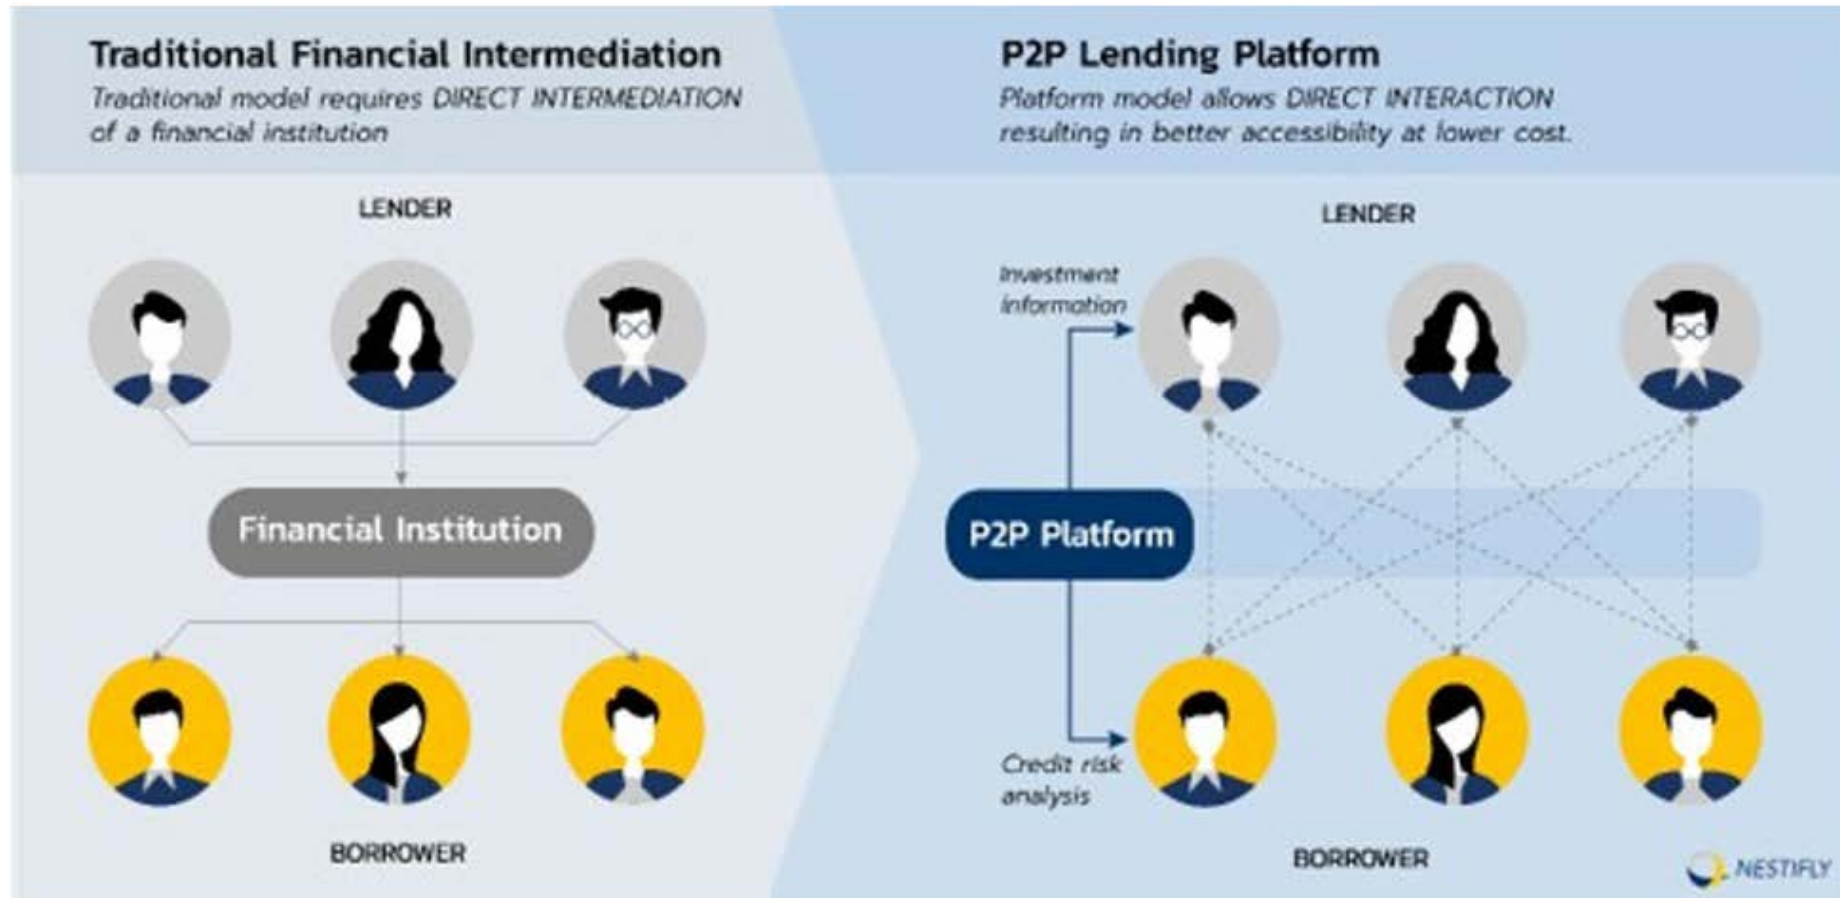 Traditional Financial Intermediation
Traditional model requires DIRECT INTERMEDIATION
of a financial institution
LENDER
Financial Institution
BORROWER
P2P Lending Platform
Platform model allows DIRECT INTERACTION
resulting in better accessibility at lower cost.
LENDER
Investment
information
P2P Platform
Credit risk
analysis
BORROWER
NESTIFLY